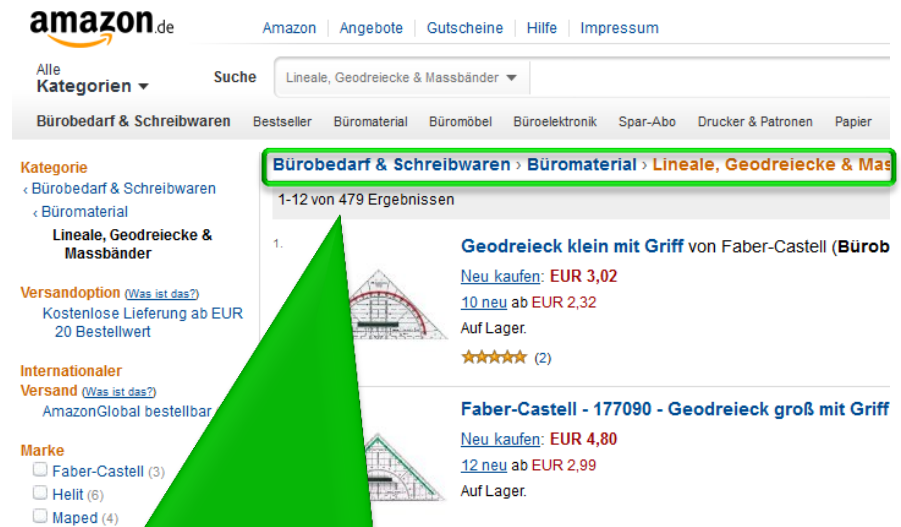 amazon.de
Amazon Angebote Gutscheine Hilfe Impressum
Alle
Kategorien
Suche
Lineale, Geodreiecke & Massbänder
Bürobedarf & Schreibwaren Bestseller Büromaterial Büromöbel Büroelektronik Spar-Abo Drucker & Patronen Papier
Kategorie
‹ Bürobedarf & Schreibwaren
‹ Büromaterial
Lineale, Geodreiecke &
Massbänder
Versandoption (Was ist das?)
Kostenlose Lieferung ab EUR
20 Bestellwert
Internationaler
Versand (Was ist das?)
AmazonGlobal bestellbar
Marke
Faber-Castell (3)
Helit (6)
Maped (4)
Bürobedarf & Schreibwaren › Büromaterial › Lineale, Geodreiecke & Mas
1-12 von 479 Ergebnissen
1.
Geodreieck klein mit Griff von Faber-Castell (Bürob
Neu kaufen: EUR 3,02
10 neu ab EUR 2,32
Auf Lager.
(2)
Faber-Castell - 177090 - Geodreieck groß mit Griff
Neu kaufen: EUR 4,80
12 neu ab EUR 2,99
Auf Lager.